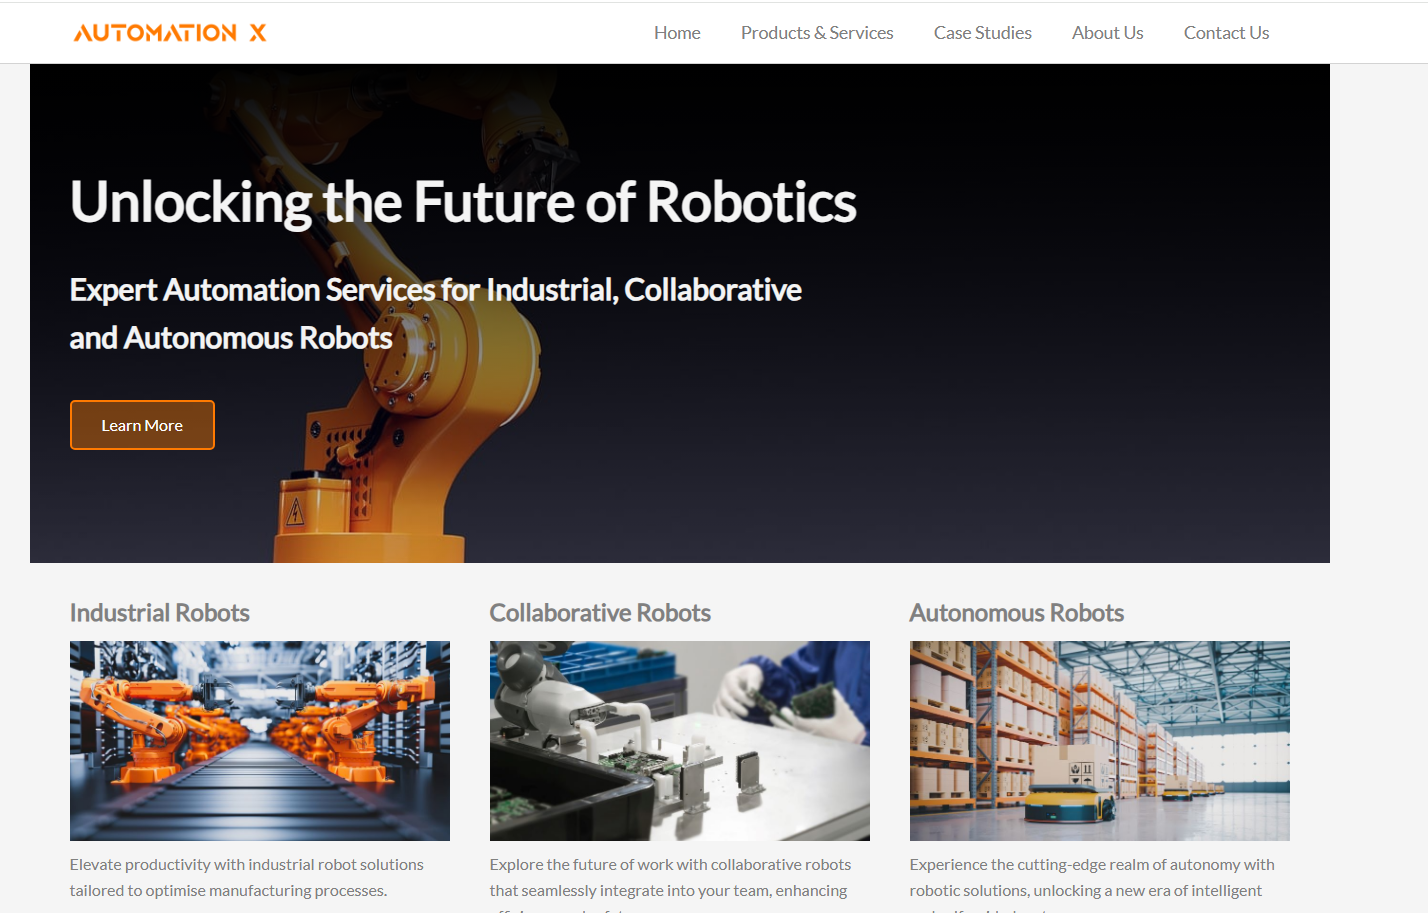 AUTOMATION X
Home
Products & Services
Case Studies
About Us
Contact Us
Unlocking the Future of Robotics
Expert Automation Services for Industrial, Collaborative
and Autonomous Robots
Learn More
Industrial Robots
Elevate productivity with industrial robot solutions
tailored to optimise manufacturing processes.
Collaborative Robots
Explore the future of work with collaborative robots
that seamlessly integrate into your team, enhancing
Autonomous Robots
Experience the cutting-edge realm of autonomy with
robotic solutions, unlocking a new era of intelligent